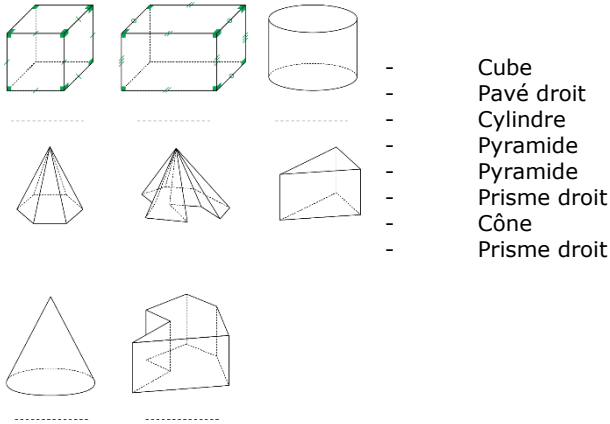 - Cube
- Pavé droit
- Cylindre
- Pyramide
- Pyramide
- Prisme droit
- Cône
- Prisme droit